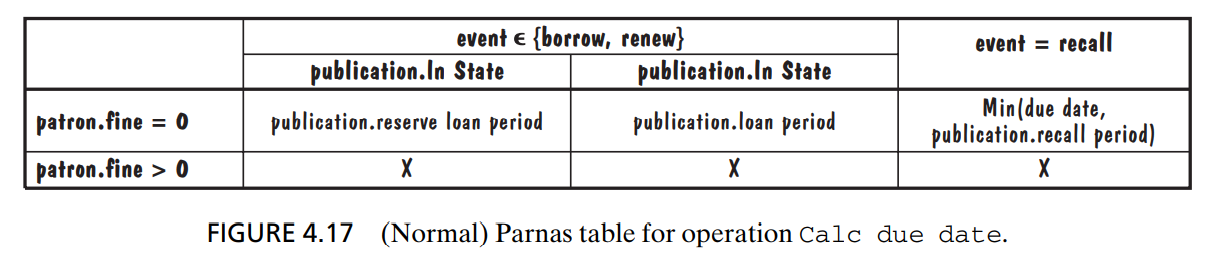 event ∈ {borrow, renew}
event = recall
publication.In State
publication.In State
patron.fine = 0
publication.reserve loan period
publication.loan period
Min(due date,
publication.recall period)
patron.fine > 0
X
X
X
FIGURE 4.17 (Normal) Parnas table for operation Calc due date.